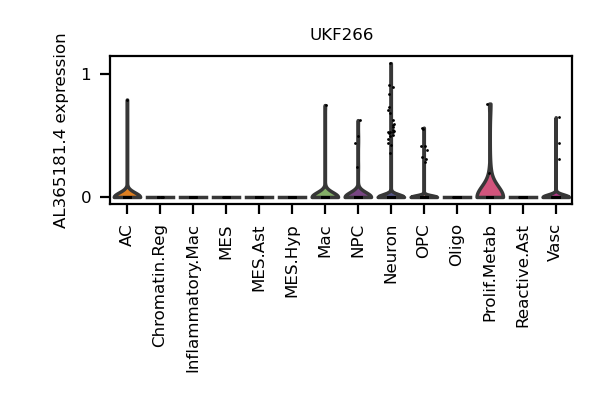 UKF266
AL365181.4 expression
1
0
AC
Chromatin.Reg
Inflammatory.Mac
MES
MES.Ast
MES.Hyp
Mac
NPC
Neuron
OPC
Oligo
Prolif.Metab
Reactive.Ast
Vasc